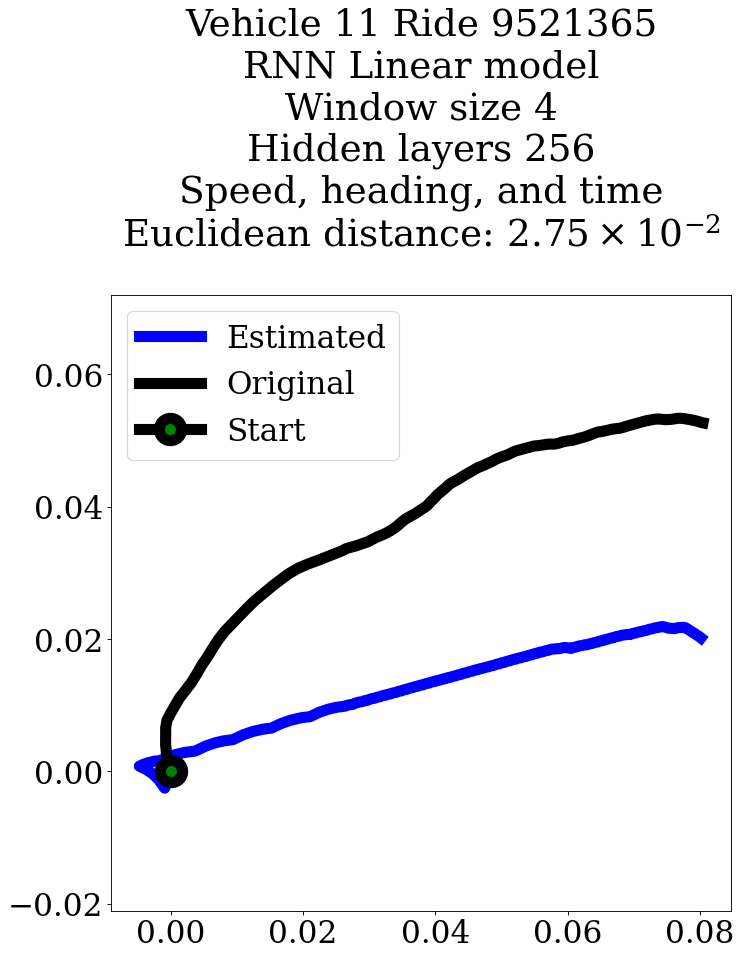 Vehicle 11 Ride 9521365
RNN Linear model
Window size 4
Hidden layers 256
Speed, heading, and time
Euclidean distance: 2.75 × 10⁻²
Estimated
Original
Start
0.06
0.04
0.02
0.00
−0.02
0.00 0.02 0.04 0.06 0.08